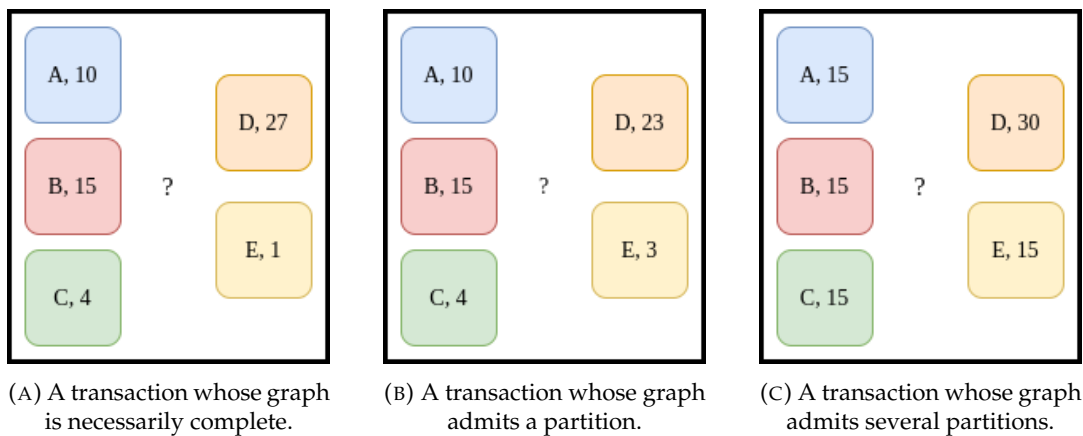 A, 10
B, 15
C, 4
?
D, 27
E, 1
(A) A transaction whose graph
is necessarily complete.
A, 10
B, 15
C, 4
?
D, 23
E, 3
(B) A transaction whose graph
admits a partition.
A, 15
B, 15
C, 15
?
D, 30
E, 15
(C) A transaction whose graph
admits several partitions.